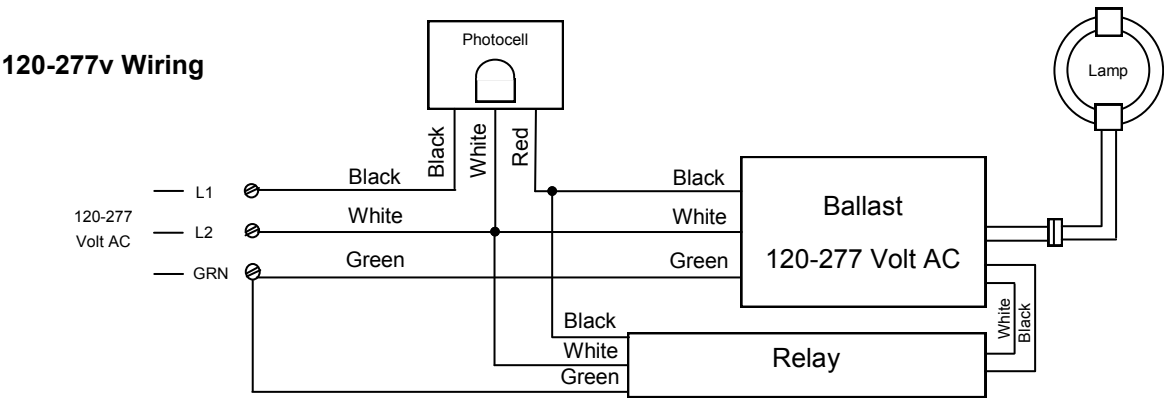 120-277v Wiring
Photocell
Lamp
Black
White
Red
120-277
Volt AC
L1
L2
GRN
Black
White
Green
Black
White
Green
Ballast
120-277 Volt AC
White
Black
Black
White
Green
Relay